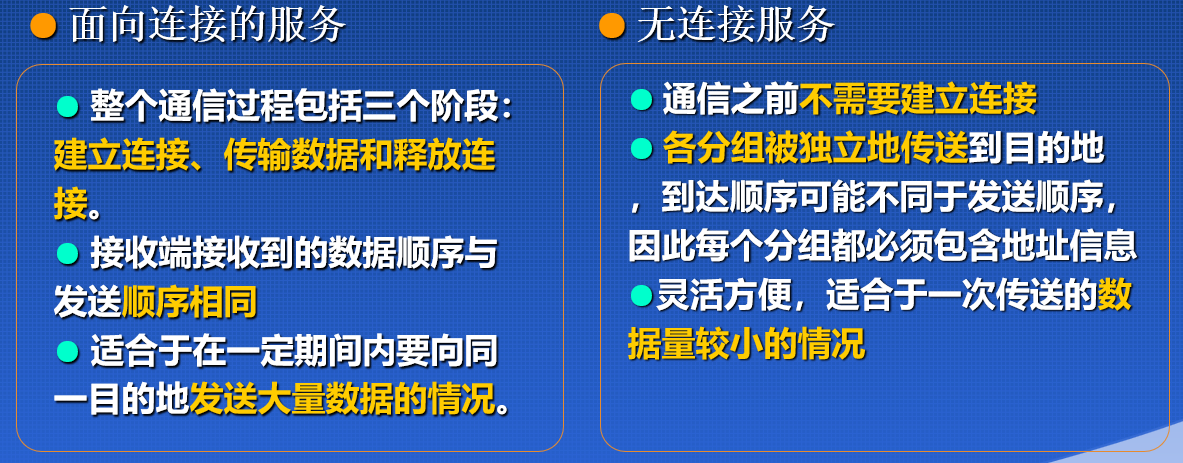 面向连接的服务
整个通信过程包括三个阶段：
建立连接、传输数据和释放连
接。
接收端接收到的数据顺序与
发送顺序相同
适合于在一定期间内要向同
一目的地发送大量数据的情况。
无连接服务
通信之前不需要建立连接
各分组被独立地传送到目的地
，到达顺序可能不同于发送顺序，
因此每个分组都必须包含地址信息
灵活方便，适合于一次传送的数
据量较小的情况